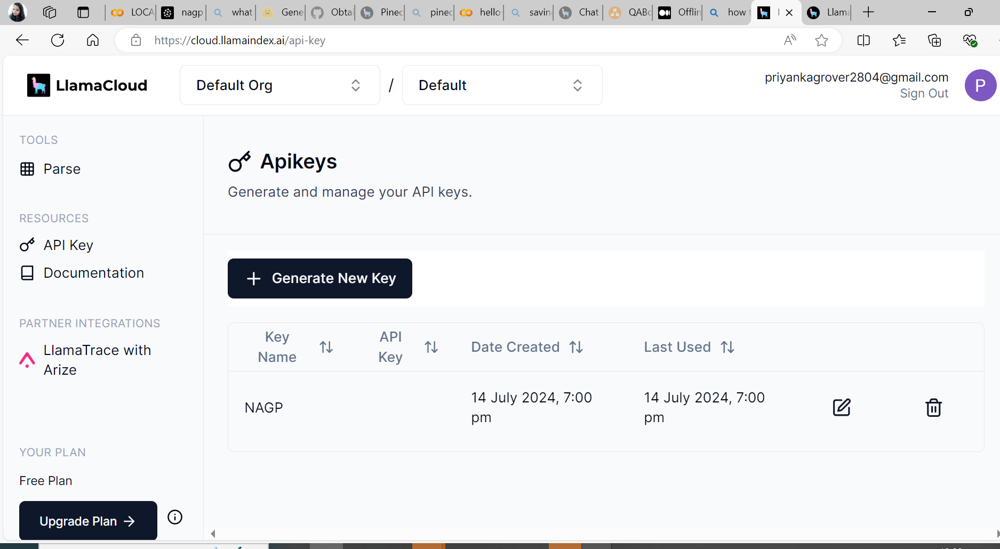 LOCA
nagp
what
Gene
Obtai
Pinec
pinec
hello-
savin
Chat
QABo
Offlin
how t
Llama
https://cloud.llamaindex.ai/api-key
LlamaCloud
Default Org
/
Default
priyankagrover2804@gmail.com
Sign Out
P
TOOLS
Parse
RESOURCES
API Key
Documentation
PARTNER INTEGRATIONS
LlamaTrace with
Arize
YOUR PLAN
Free Plan
Upgrade Plan →
Apikeys
Generate and manage your API keys.
+ Generate New Key
Key
Name
API
Key
Date Created
Last Used
NAGP
14 July 2024, 7:00
pm
14 July 2024, 7:00
pm